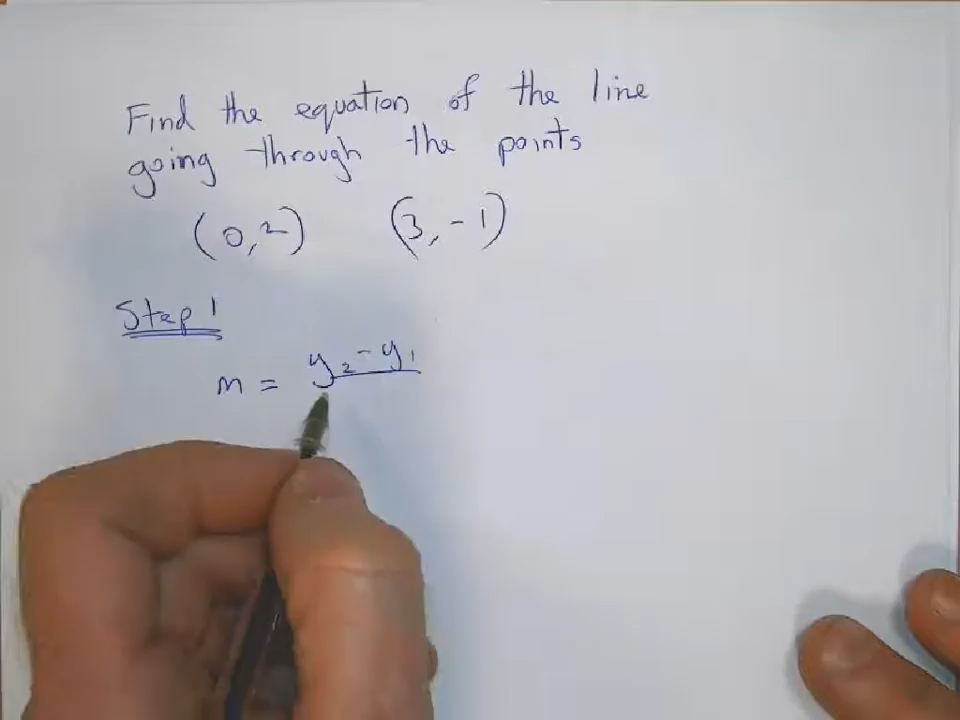 Find the equation of the line
going through the points
(0,2) (3,-1)
Step 1
m = y₂-y₁